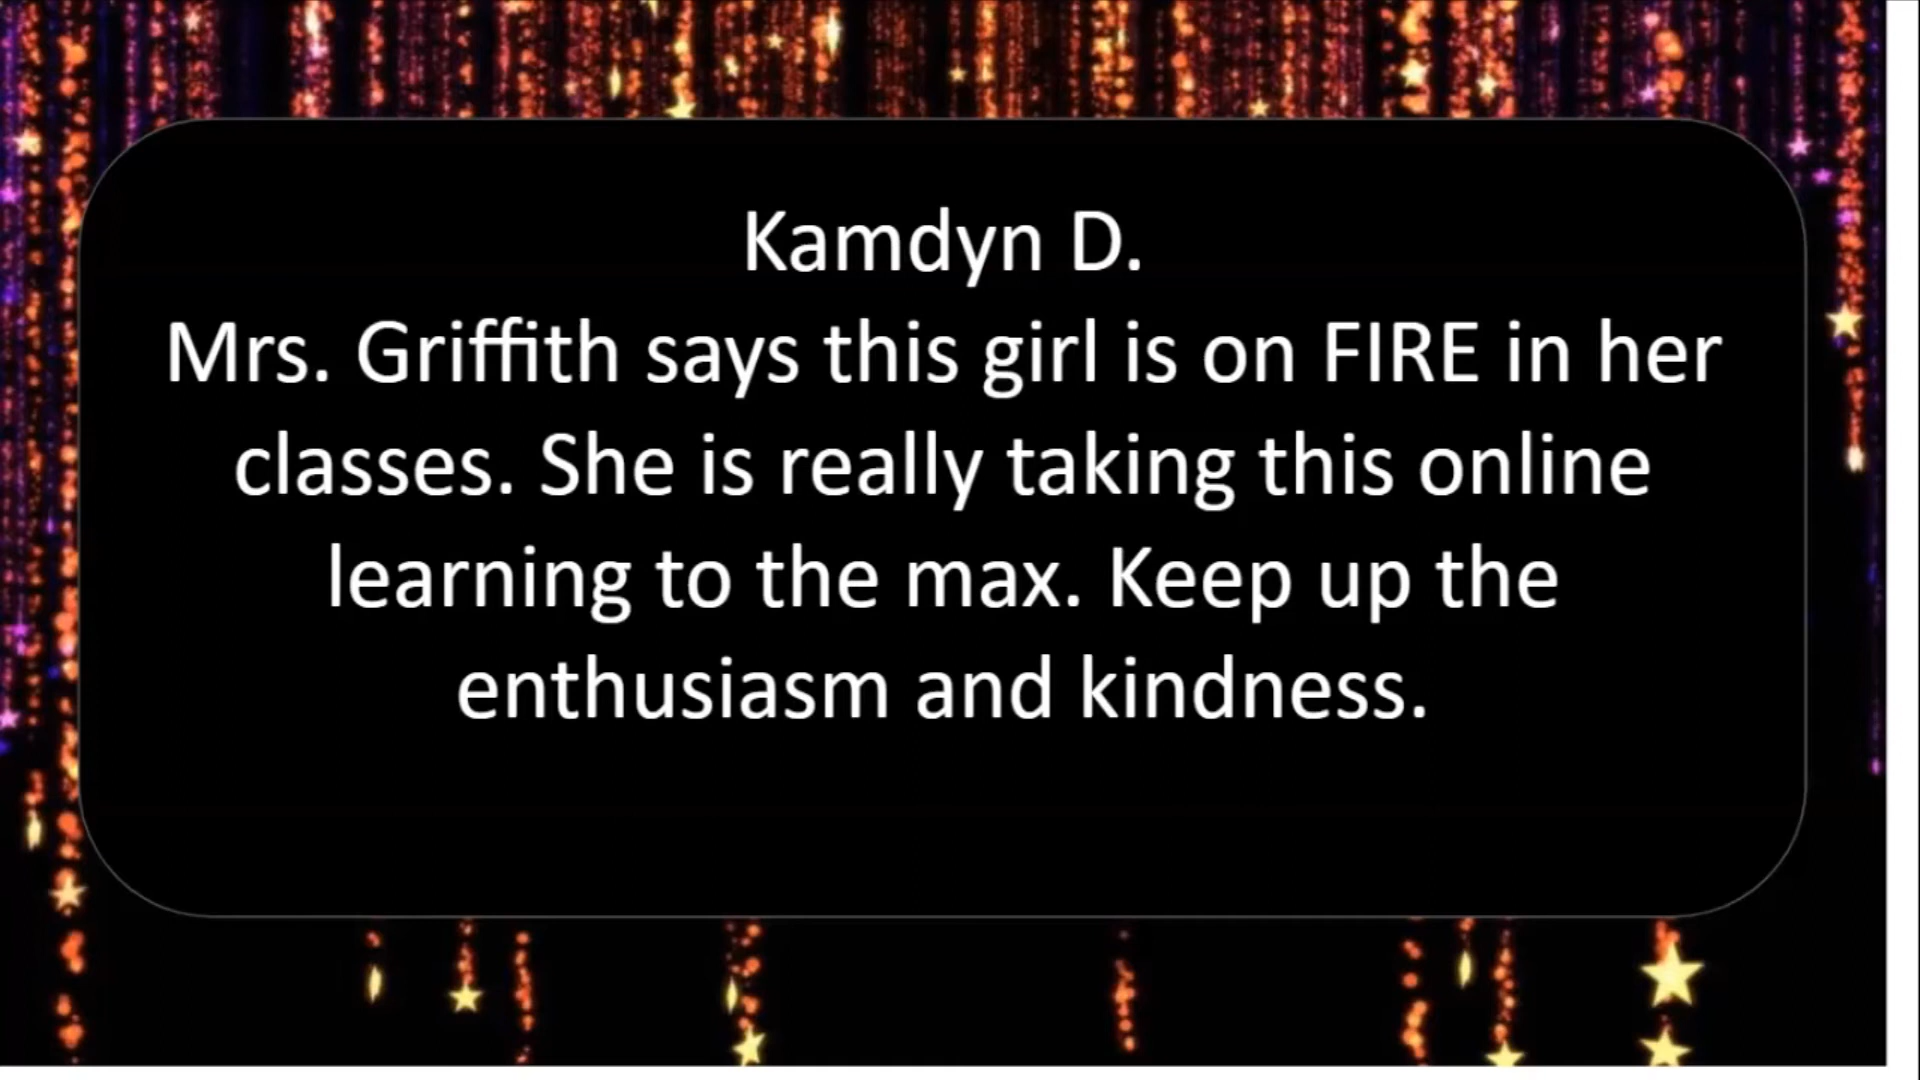 Kamdyn D.
Mrs. Griffith says this girl is on FIRE in her
classes. She is really taking this online
learning to the max. Keep up the
enthusiasm and kindness.